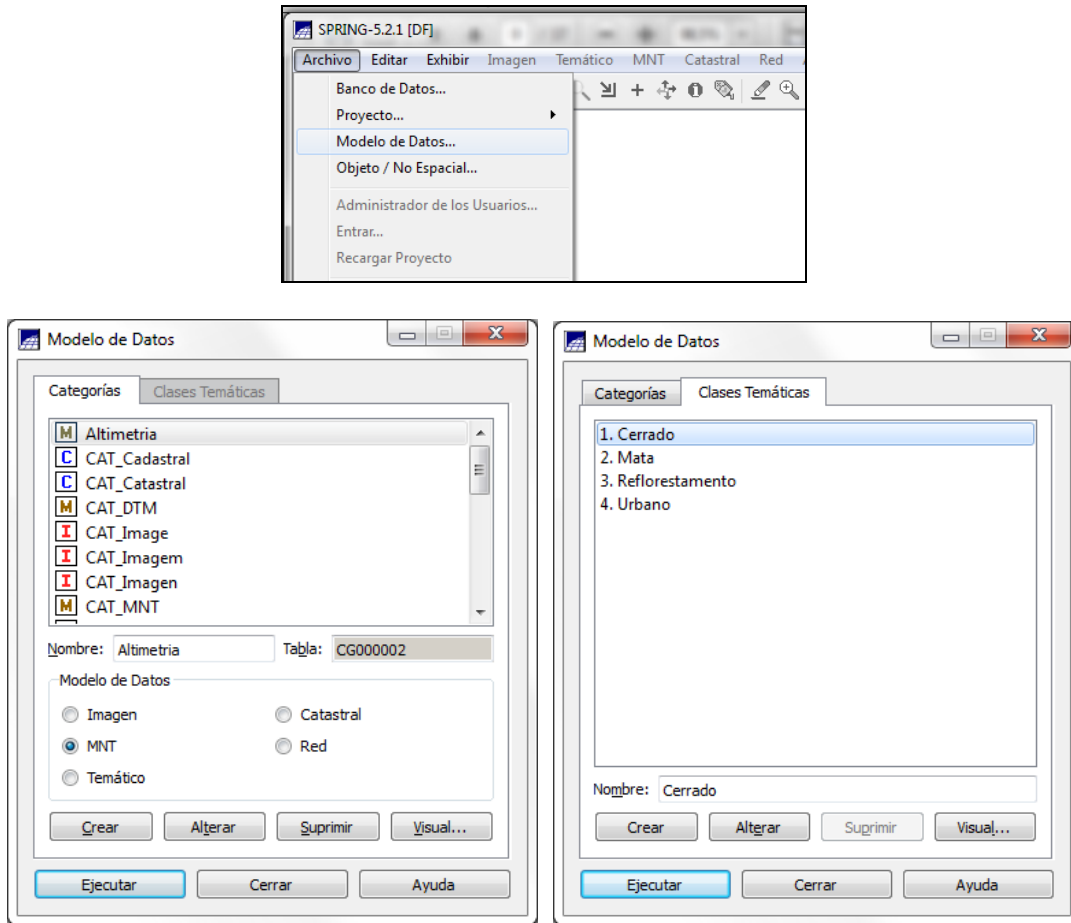 SPRING-5.2.1 [DF]
Archivo Editar Exhibir Imagen Temático MNT Catastral Red
Banco de Datos...
Proyecto...
Modelo de Datos...
Objeto / No Espacial...
Administrador de los Usuarios...
Entrar...
Recargar Proyecto
Modelo de Datos
Categorías Clases Temáticas
M Altimetria
C CAT_Cadastral
C CAT_Catastral
M CAT_DTM
I CAT_Image
I CAT_Imagem
I CAT_Imagen
M CAT_MNT
Nombre: Altimetria Tabla: CG000002
Modelo de Datos
Imagen Catastral
MNT Red
Temático
Crear Alterar Suprimir Visual...
Ejecutar Cerrar Ayuda
Modelo de Datos
Categorías Clases Temáticas
1. Cerrado
2. Mata
3. Reflorestamento
4. Urbano
Nombre: Cerrado
Crear Alterar Suprimir Visual...
Ejecutar Cerrar Ayuda